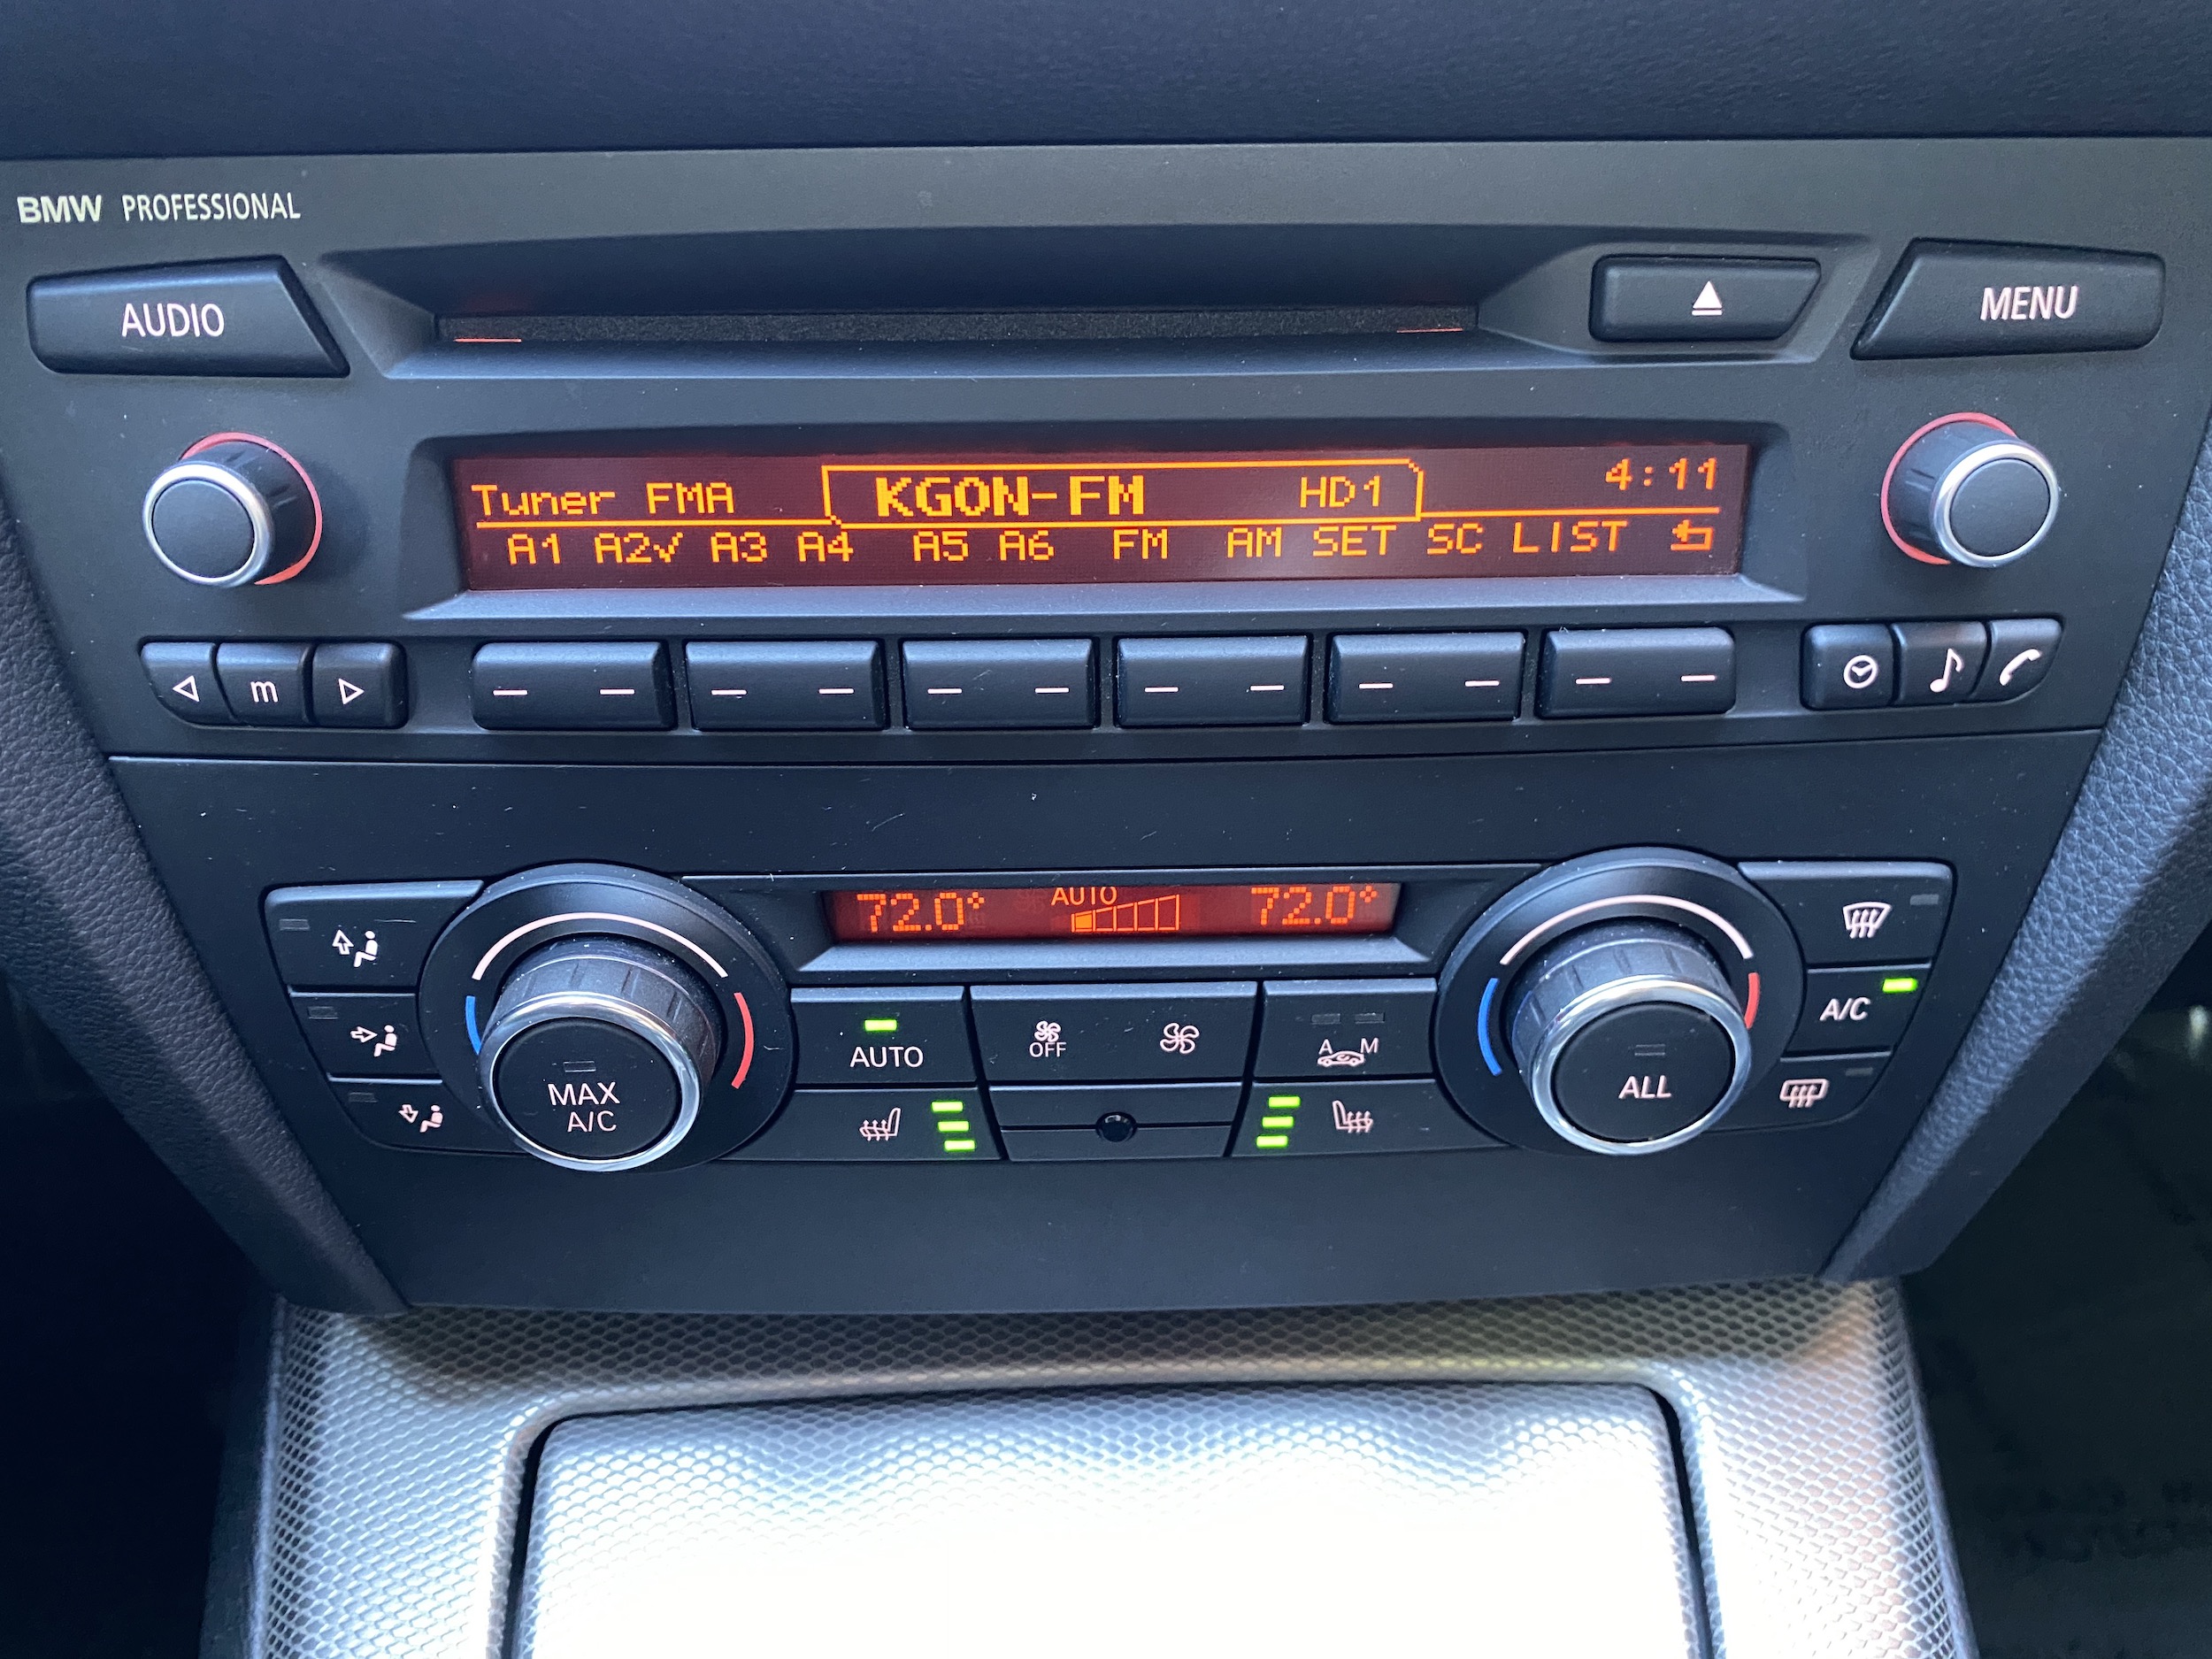 BMW PROFESSIONAL
AUDIO
MENU
Tuner FMA KGON-FM HD1 4:11
A1 A2✓ A3 A4 A5 A6 FM AM SET SC LIST
m
72.0° AUTO 72.0°
AUTO
OFF
A M
A/C
MAX
A/C
ALL